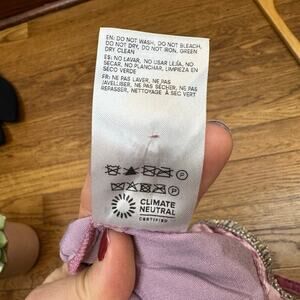 EN: DO NOT WASH, DO NOT BLEACH,
DO NOT DRY, DO NOT IRON, GREEN
DRY CLEAN
ES: NO LAVAR, NO USAR LEJÍA, NO
SECAR, NO PLANCHAR, LIMPIEZA EN
SECO VERDE
FR: NE PAS LAVER, NE PAS
JAVELLISER, NE PAS SÉCHER, NE PAS
REPASSER, NETTOYAGE À SEC VERT
P
P
CLIMATE
NEUTRAL
CERTIFIED